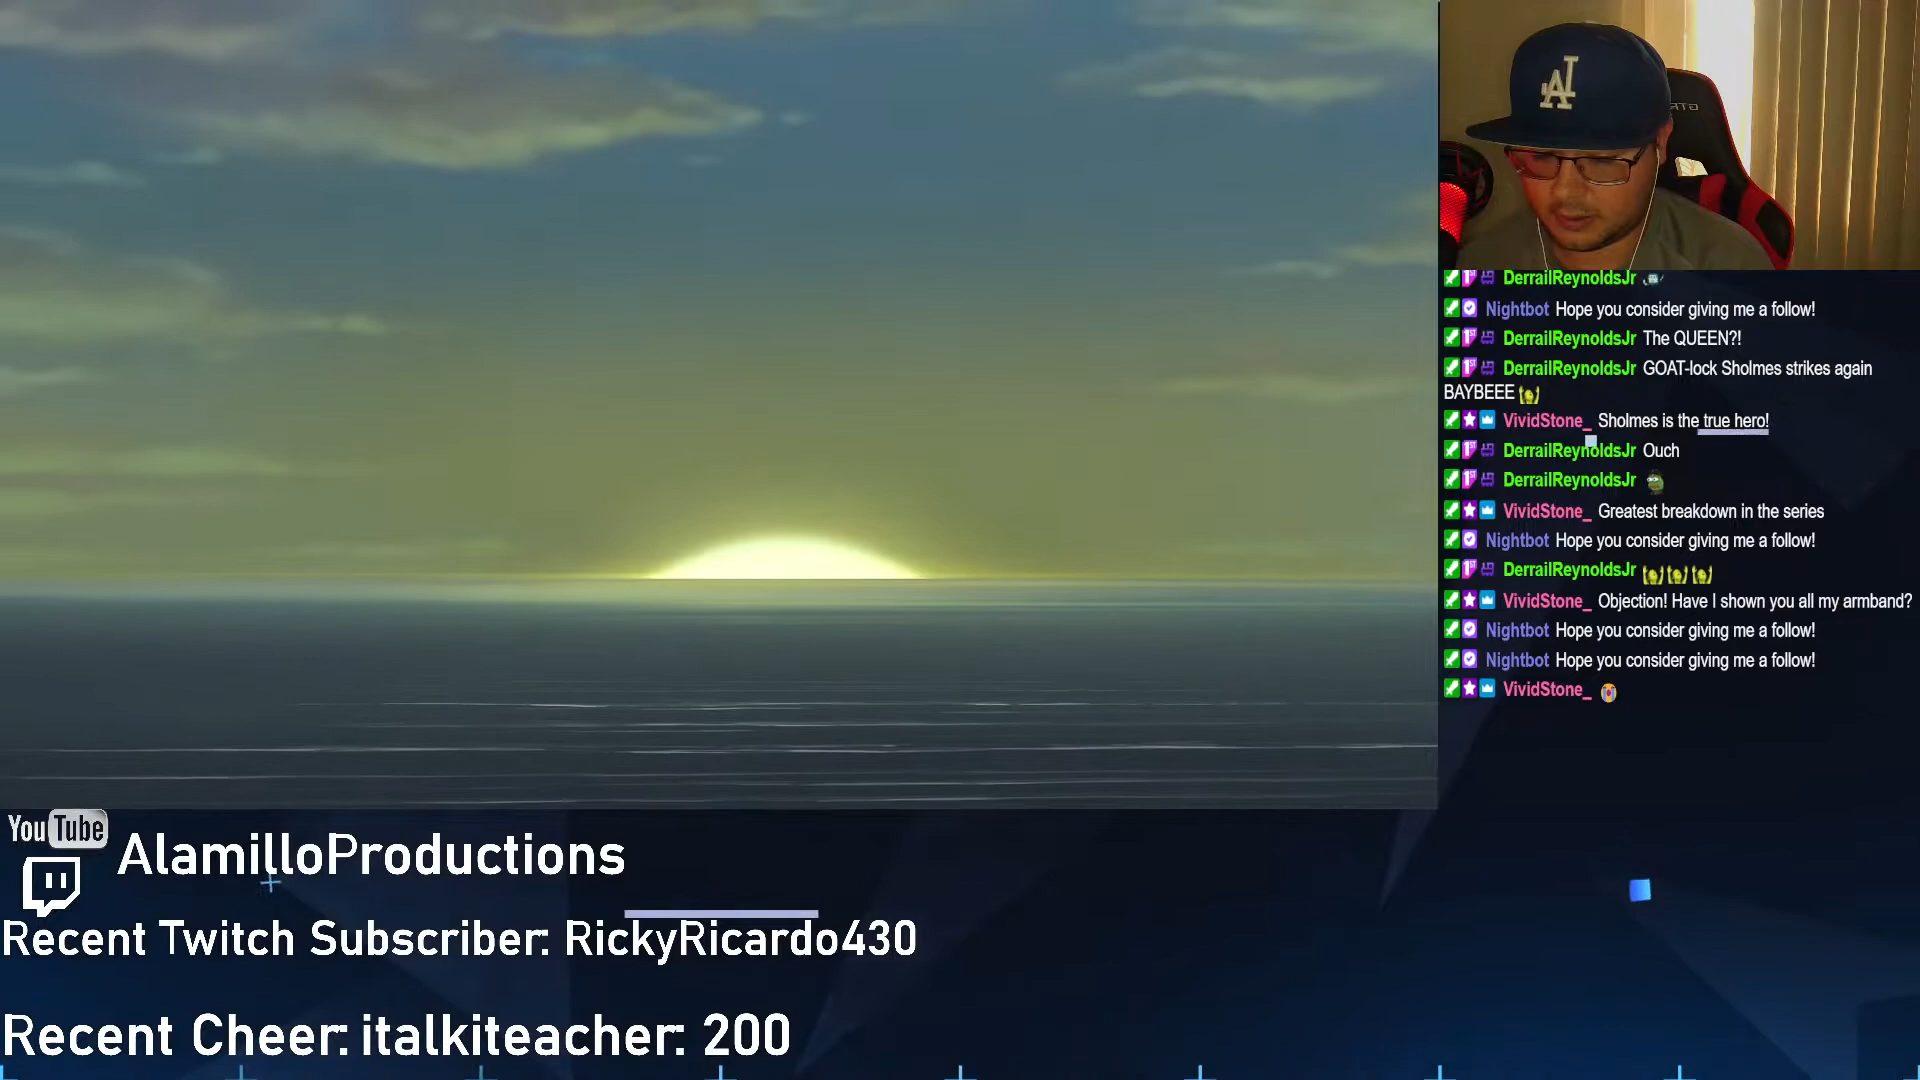 DerrailReynoldsJr
Nightbot Hope you consider giving me a follow!
DerrailReynoldsJr The QUEEN?!
DerrailReynoldsJr GOAT-lock Sholmes strikes again
BAYBEEE
VividStone_ Sholmes is the true hero!
DerrailReynoldsJr Ouch
DerrailReynoldsJr
VividStone_ Greatest breakdown in the series
Nightbot Hope you consider giving me a follow!
DerrailReynoldsJr
VividStone_ Objection! Have I shown you all my armband?
Nightbot Hope you consider giving me a follow!
Nightbot Hope you consider giving me a follow!
VividStone_
YouTube
AlamilloProductions
Recent Twitch Subscriber: RickyRicardo430
Recent Cheer: italkiteacher: 200